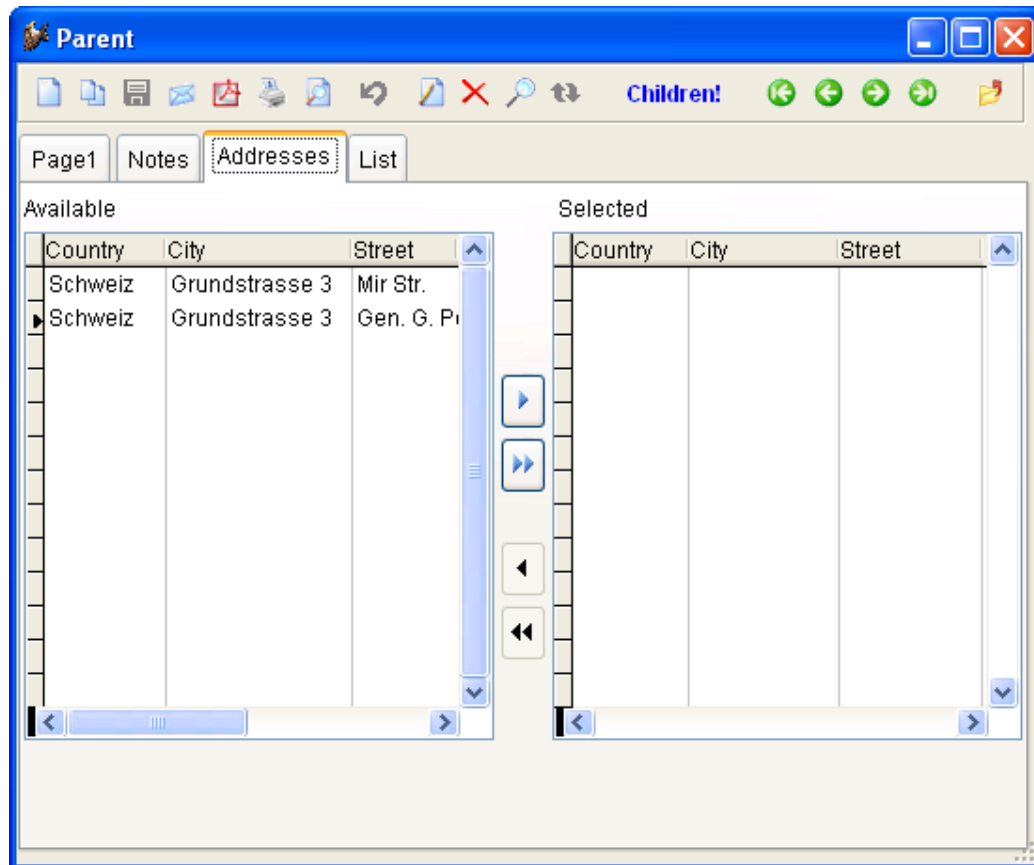 Parent
Children!
Page1 Notes Addresses List
Available Selected
Country City Street Country City Street
Schweiz Grundstrasse 3 Mir Str.
Schweiz Grundstrasse 3 Gen. G.